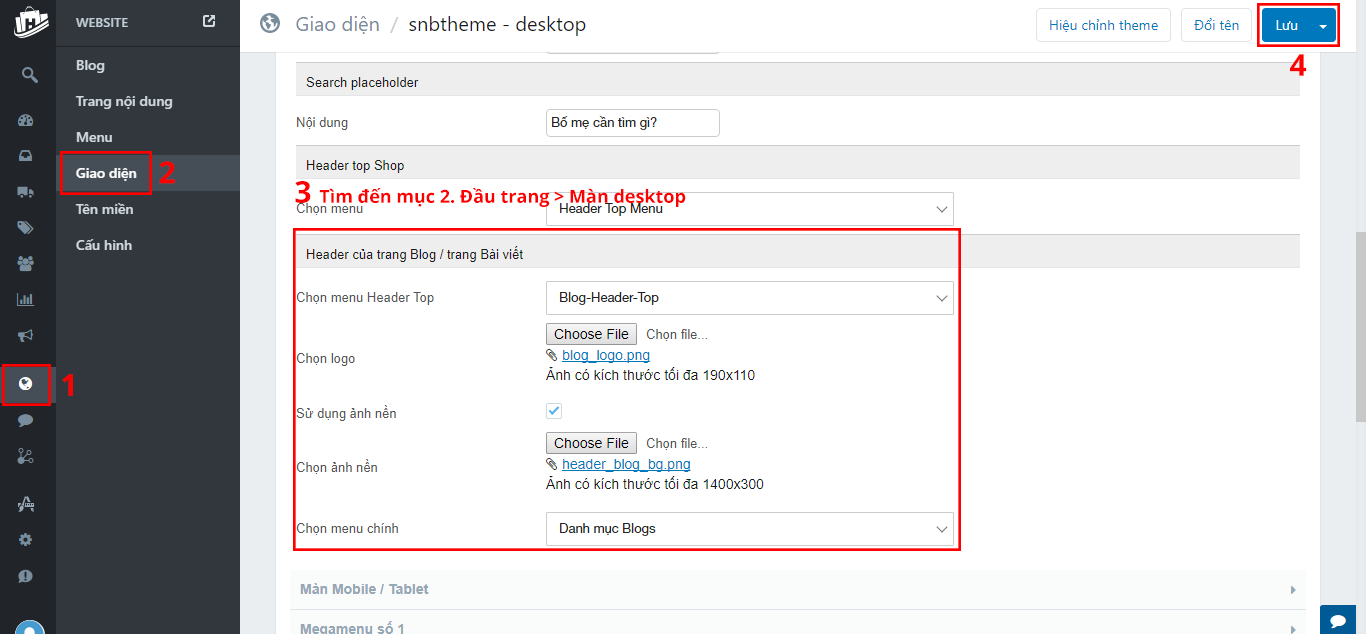 WEBSITE
Giao diện / snbtheme - desktop
Hiệu chỉnh theme
Đổi tên
Lưu
4
Blog
Trang nội dung
Menu
Giao diện
2
Tên miền
Cấu hình
1
Search placeholder
Nội dung
Bố mẹ cần tìm gì?
Header top Shop
3 Tìm đến mục 2. Đầu trang > Màn desktop
Chọn menu
Header Top Menu
Header của trang Blog / trang Bài viết
Chọn menu Header Top
Blog-Header-Top
Choose File Chọn file...
Chọn logo
blog_logo.png
Ảnh có kích thước tối đa 190x110
Sử dụng ảnh nền
Choose File Chọn file...
Chọn ảnh nền
header_blog_bg.png
Ảnh có kích thước tối đa 1400x300
Chọn menu chính
Danh mục Blogs
Màn Mobile / Tablet
Megamenu số 1